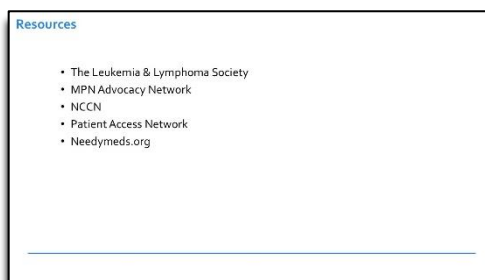 Resources
• The Leukemia & Lymphoma Society
• MPN Advocacy Network
• NCCN
• Patient Access Network
• Needymeds.org